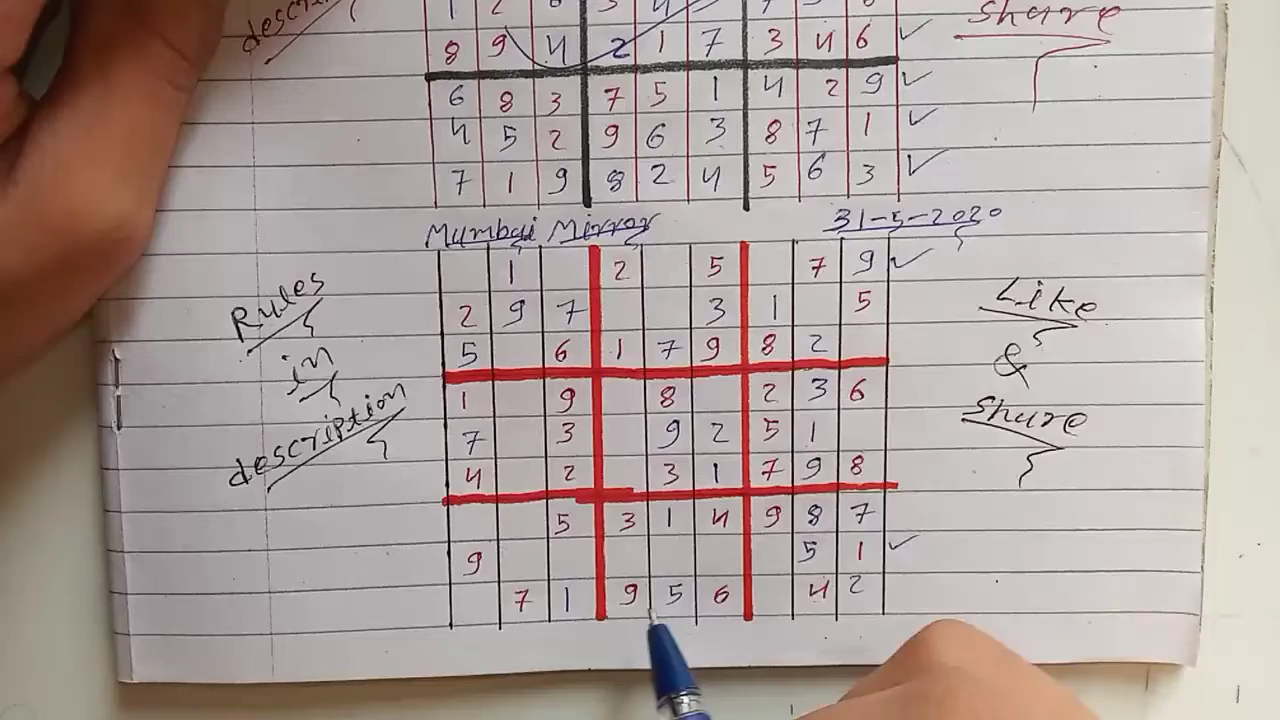 share
8 9 4 2 1 7 3 4 6
6 8 3 7 5 1 4 2 9
4 5 2 9 6 3 8 7 1
7 1 9 8 2 4 5 6 3
Mumbai Mirror 31-5-2020
1 2 5 7 9
2 9 7 3 1 5
5 6 1 7 9 8 2
1 9 8 2 3 6
7 3 9 2 5 1
4 2 3 1 7 9 8
5 3 1 4 9 8 7
9 5 1
7 1 9 5 6 4 2
Rules
in
description
Like
&
Share